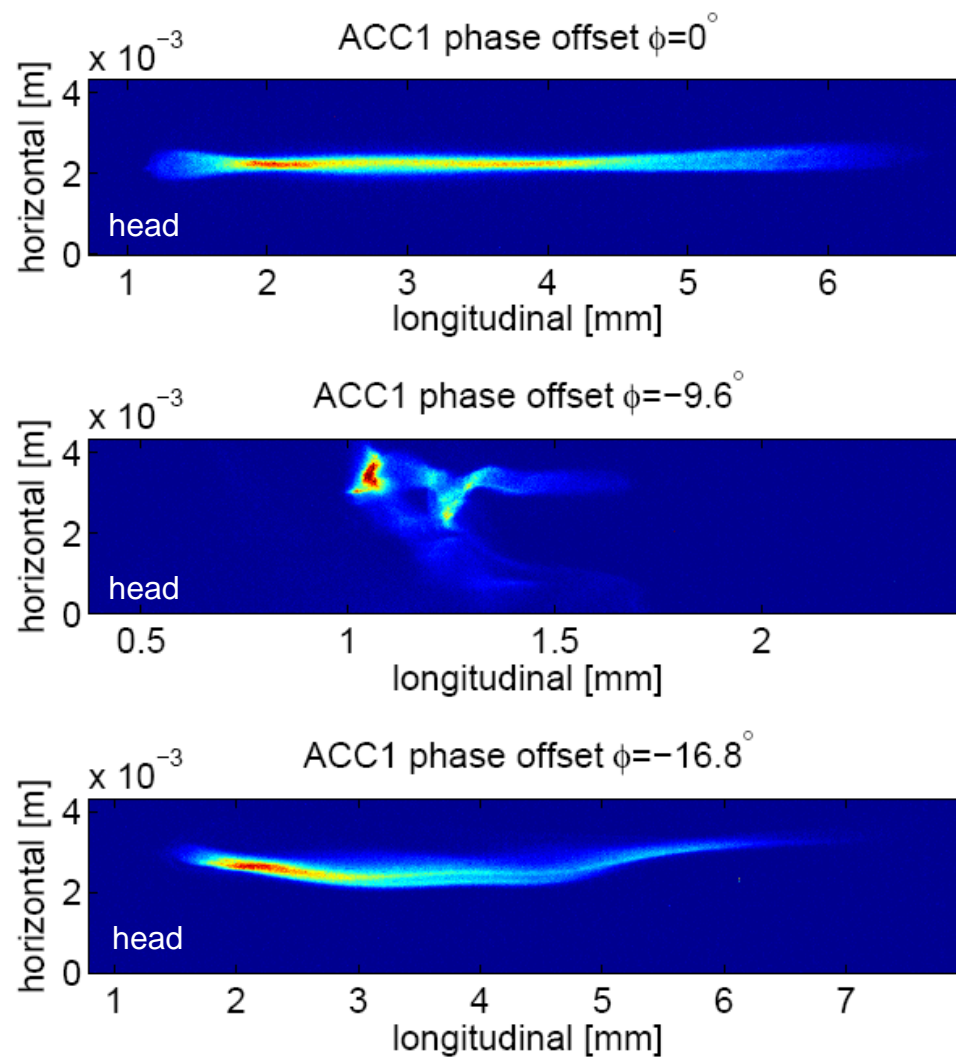 ACC1 phase offset ϕ=0°
x 10⁻³
4
2
0
horizontal [m]
head
1 2 3 4 5 6
longitudinal [mm]
ACC1 phase offset ϕ=−9.6°
x 10⁻³
4
2
0
horizontal [m]
head
0.5 1 1.5 2
longitudinal [mm]
ACC1 phase offset ϕ=−16.8°
x 10⁻³
4
2
0
horizontal [m]
head
1 2 3 4 5 6 7
longitudinal [mm]